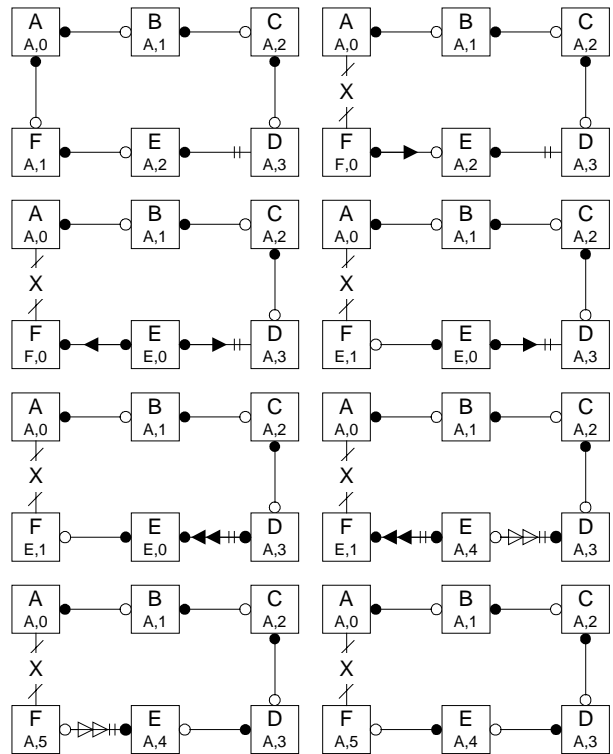 A B C A B C
A,0 A,1 A,2 A,0 A,1 A,2
X
F E D F E D
A,1 A,2 A,3 F,0 A,2 A,3
A B C A B C
A,0 A,1 A,2 A,0 A,1 A,2
X X
F E D F E D
F,0 E,0 A,3 E,1 E,0 A,3
A B C A B C
A,0 A,1 A,2 A,0 A,1 A,2
X X
F E D F E D
E,1 E,0 A,3 E,1 A,4 A,3
A B C A B C
A,0 A,1 A,2 A,0 A,1 A,2
X X
F E D F E D
A,5 A,4 A,3 A,5 A,4 A,3